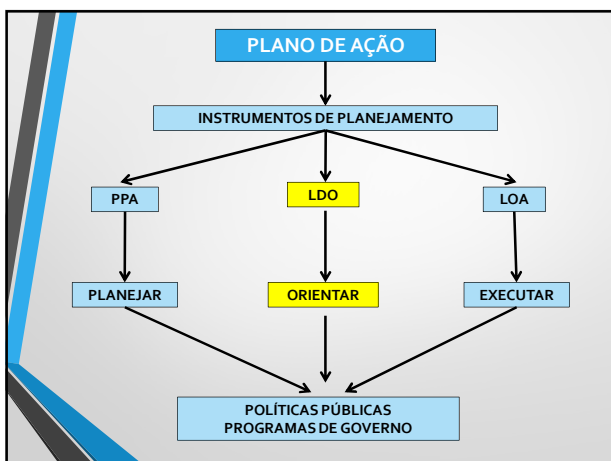 PLANO DE AÇÃO
INSTRUMENTOS DE PLANEJAMENTO
PPA
LDO
LOA
PLANEJAR
ORIENTAR
EXECUTAR
POLÍTICAS PÚBLICAS
PROGRAMAS DE GOVERNO